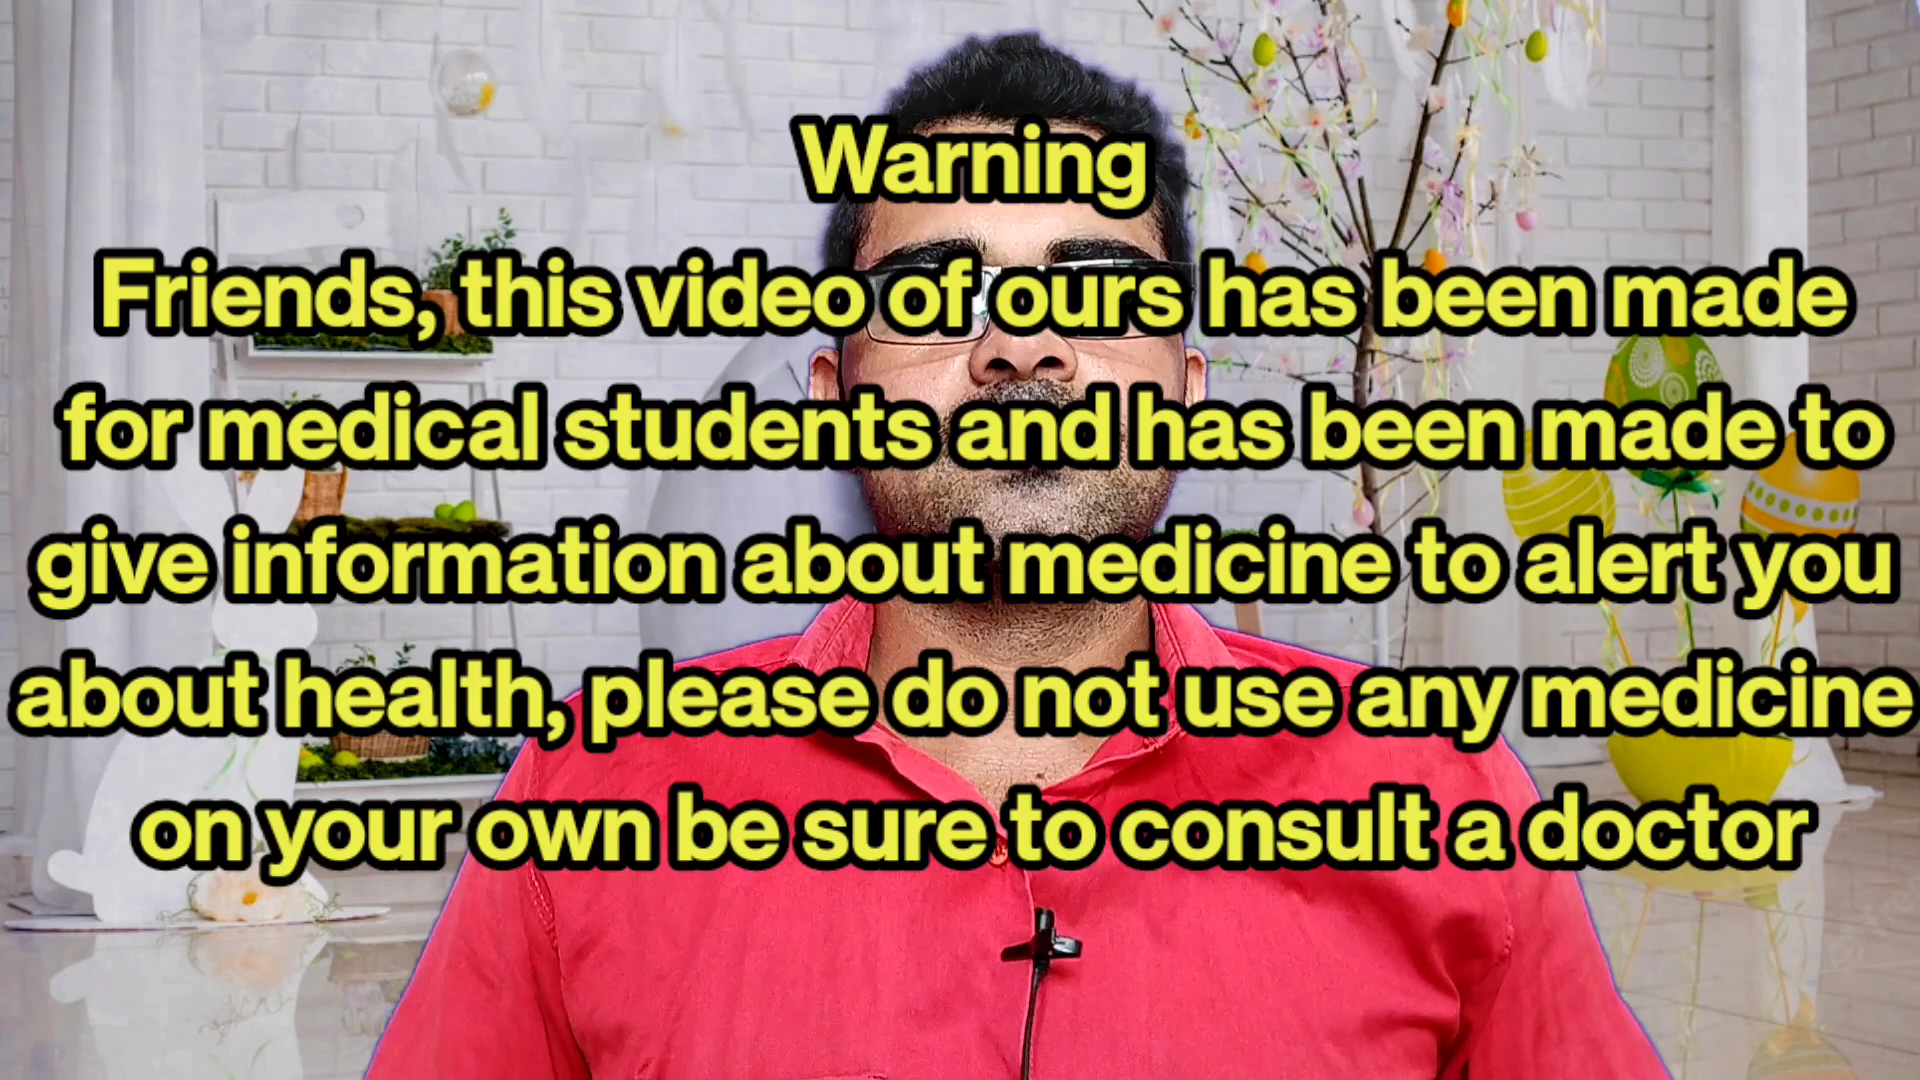 Warning
Friends, this video of ours has been made
for medical students and has been made to
give information about medicine to alert you
about health, please do not use any medicine
on your own be sure to consult a doctor